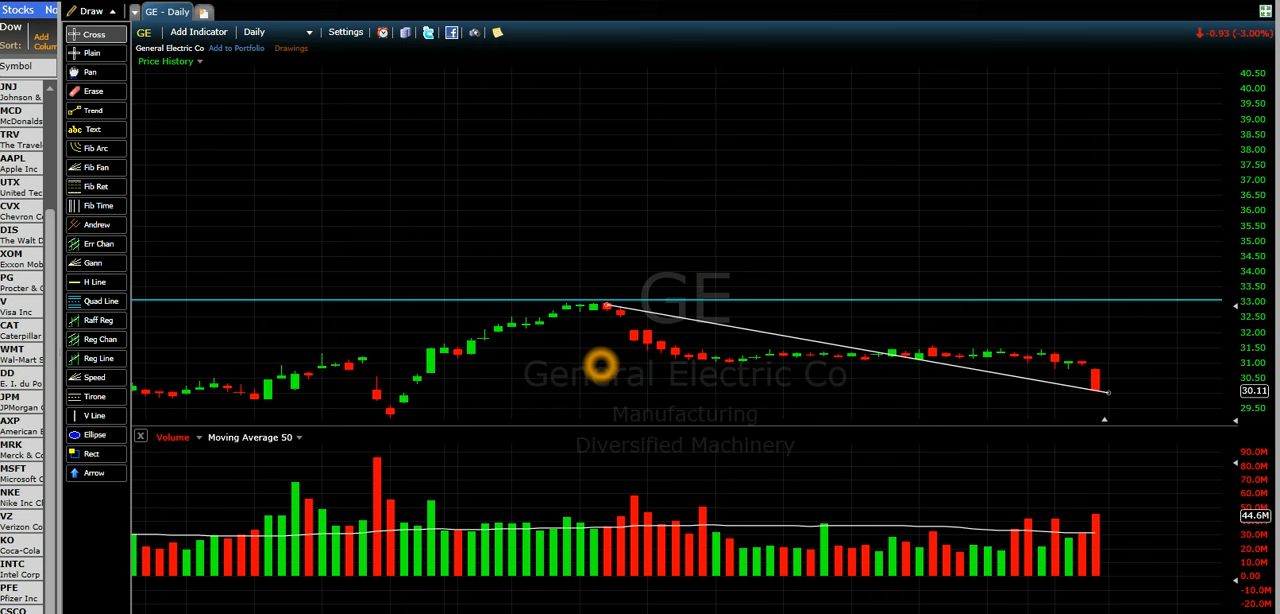 Stocks No
Dow
Sort:
Add
Colum
Symbol
JNJ
Johnson &
MCD
McDonalds
TRV
The Travel
AAPL
Apple Inc
UTX
United Tec
CVX
Chevron C
DIS
The Walt D
XOM
Exxon Mob
PG
Procter & G
V
Visa Inc
CAT
Caterpillar
WMT
Wal-Mart S
DD
E. I. du Po
JPM
JPMorgan
AXP
American E
MRK
Merck & Co
MSFT
Microsoft C
NKE
Nike Inc Cl
VZ
Verizon Co
KO
Coca-Cola
INTC
Intel Corp
PFE
Pfizer Inc
CSCO
Draw
Cross
Plain
Pan
Erase
Trend
abc Text
Fib Arc
Fib Fan
Fib Ret
Fib Time
Andrew
Err Chan
Gann
H Line
Quad Line
Raff Reg
Reg Chan
Reg Line
Speed
Tirone
V Line
Ellipse
Rect
Arrow
GE - Daily
GE Add Indicator Daily Settings
General Electric Co Add to Portfolio Drawings
Price History
-0.93 (-3.00%)
40.50
40.00
39.50
39.00
38.50
38.00
37.50
37.00
36.50
36.00
35.50
35.00
34.50
34.00
33.50
33.00
32.50
32.00
31.50
31.00
30.50
30.11
29.50
GE
General Electric Co
Manufacturing
Diversified Machinery
X Volume Moving Average 50
90.0M
80.0M
70.0M
60.0M
50.0M
44.6M
30.0M
20.0M
10.0M
0.00
-10.0M
-20.0M